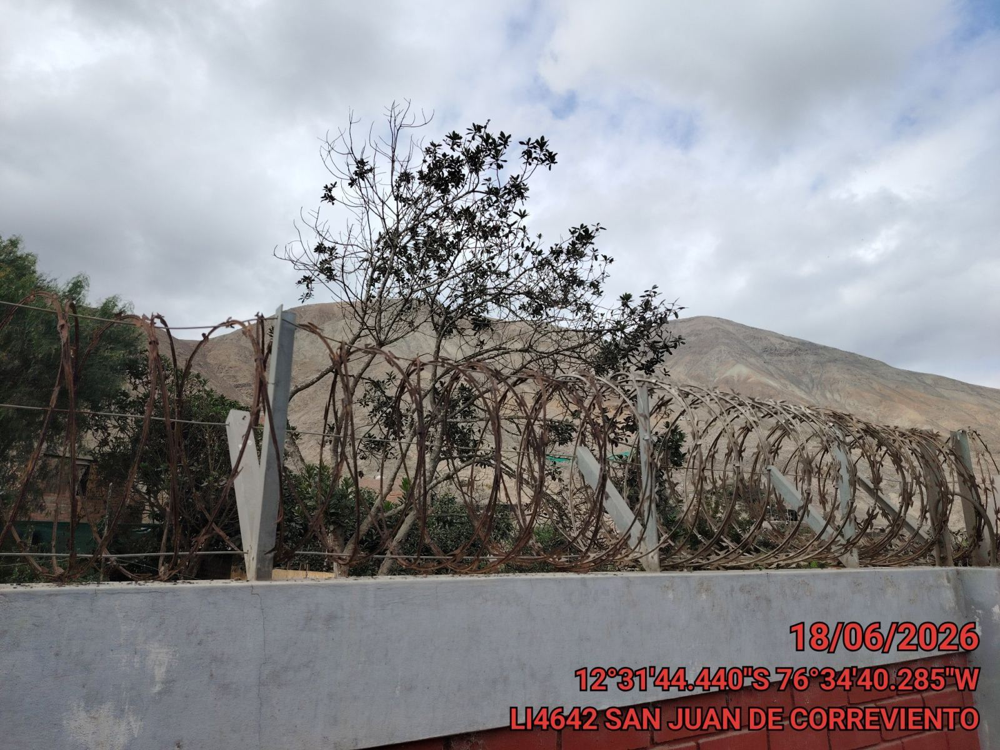 18/06/2026
12°31'44.440"S 76°34'40.285"W
LI4642 SAN JUAN DE CORREVIENTO